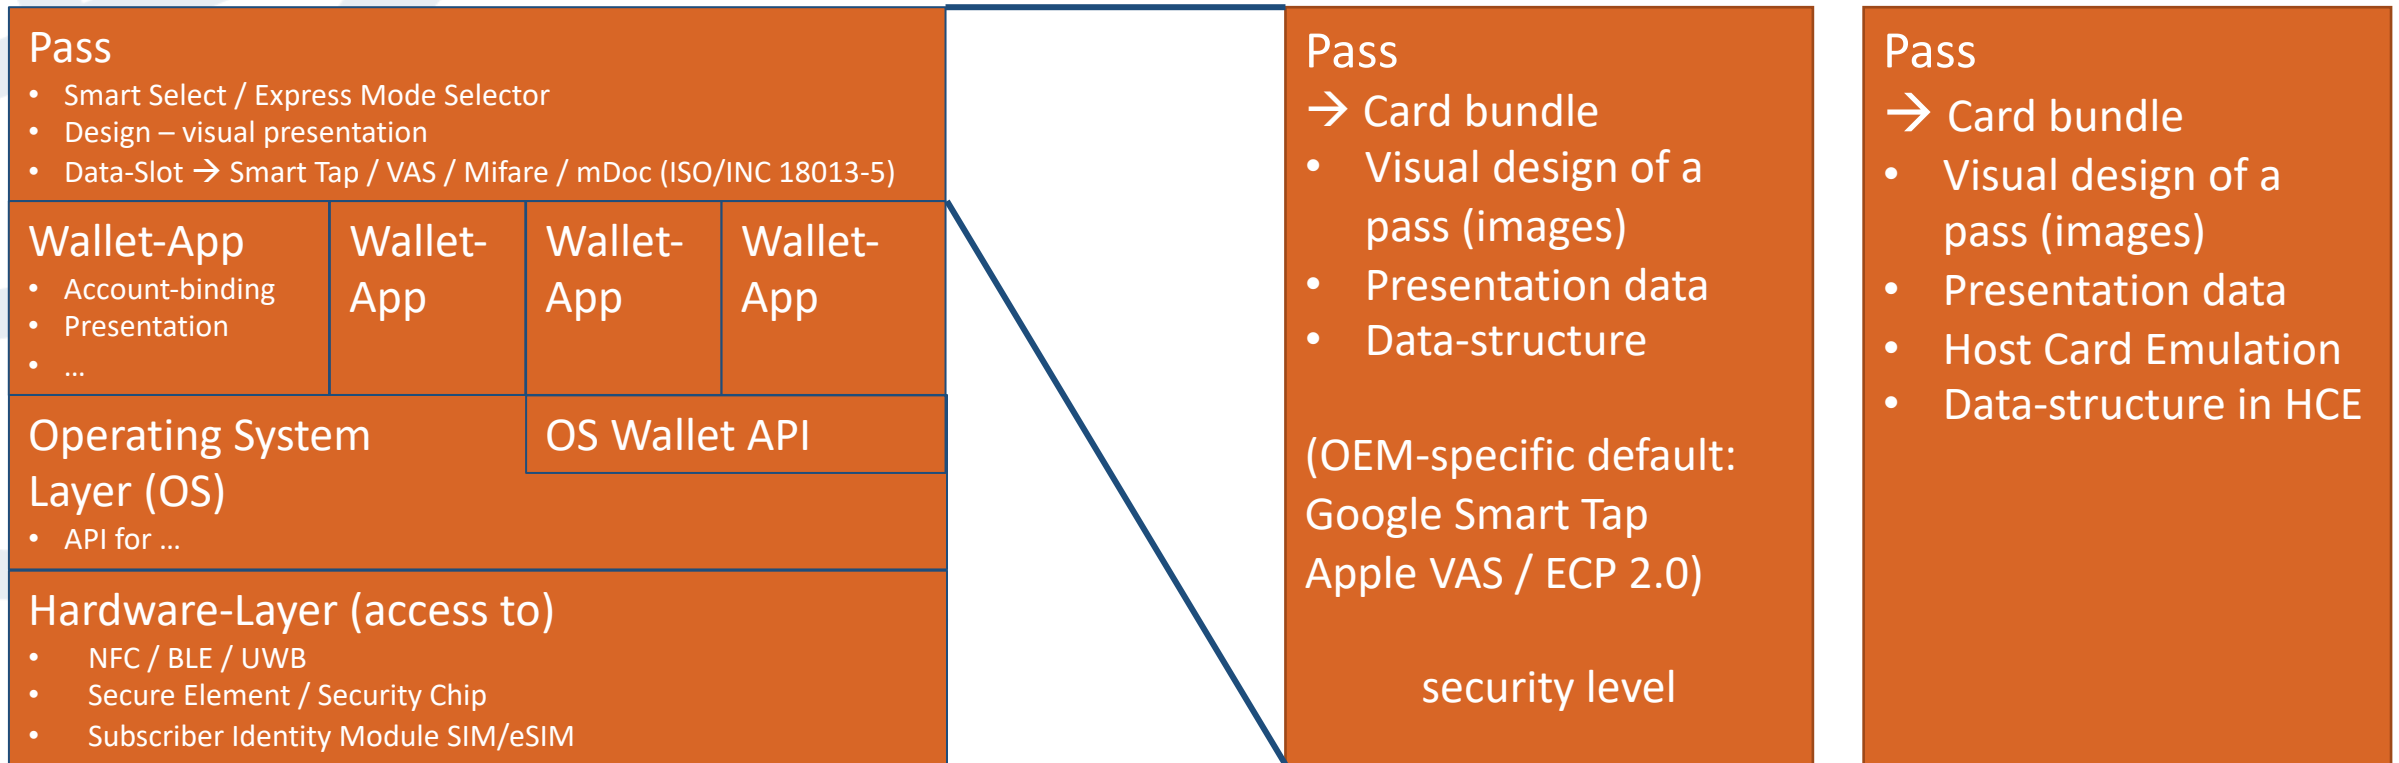 Pass
• Smart Select / Express Mode Selector
• Design – visual presentation
• Data-Slot → Smart Tap / VAS / Mifare / mDoc (ISO/INC 18013-5)
Wallet-App
• Account-binding
• Presentation
• ...
Wallet-
App
Wallet-
App
Wallet-
App
Operating System
Layer (OS)
• API for ...
OS Wallet API
Hardware-Layer (access to)
• NFC / BLE / UWB
• Secure Element / Security Chip
• Subscriber Identity Module SIM/eSIM
Pass
→ Card bundle
• Visual design of a
pass (images)
• Presentation data
• Data-structure
(OEM-specific default:
Google Smart Tap
Apple VAS / ECP 2.0)
security level
Pass
→ Card bundle
• Visual design of a
pass (images)
• Presentation data
• Host Card Emulation
• Data-structure in HCE